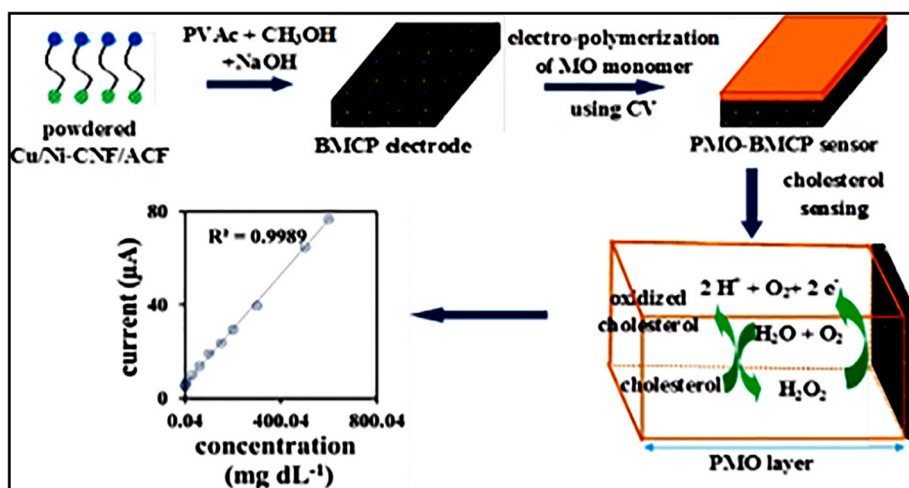 PVAc + CH₃OH
+NaOH
electro-polymerization
of MO monomer
using CV
powdered
Cu/Ni-CNF/ACF
BMCP electrode
PMO-BMCP sensor
cholesterol
sensing
80
R² = 0.9989
40
0
current (µA)
0.04
400.04
800.04
concentration
(mg dL⁻¹)
2 H⁺ + O₂+ 2 e⁻
oxidized
cholesterol
H₂O + O₂
cholesterol
H₂O₂
PMO layer